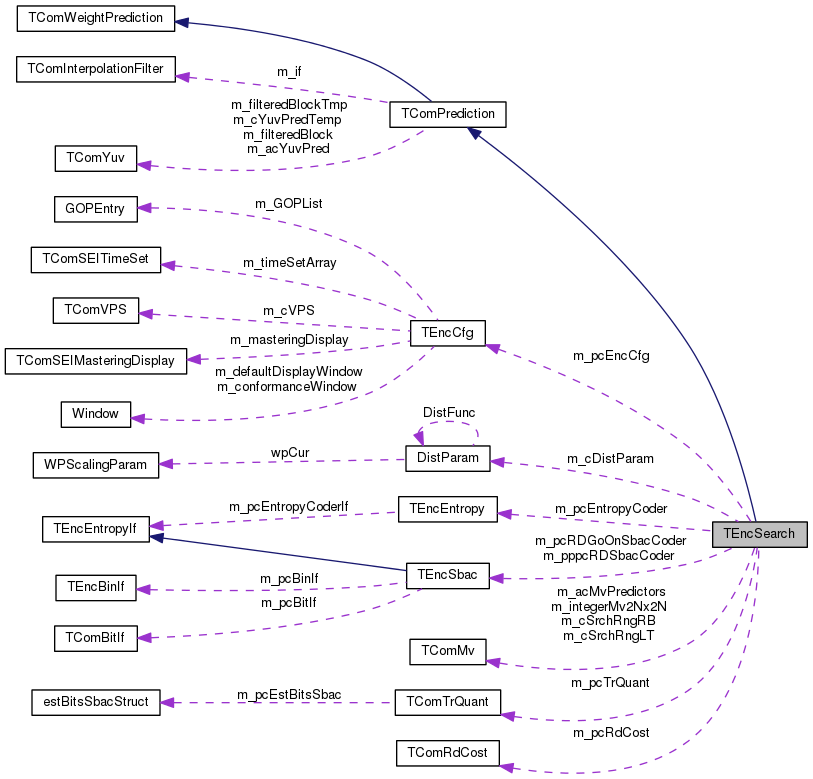 TComWeightPrediction
TComInterpolationFilter
m_if
TComPrediction
m_filteredBlockTmp
m_cYuvPredTemp
m_filteredBlock
m_acYuvPred
TComYuv
GOPEntry
m_GOPList
TComSEITimeSet
m_timeSetArray
TComVPS
m_cVPS
TEncCfg
m_pcEncCfg
TComSEIMasteringDisplay
m_masteringDisplay
m_defaultDisplayWindow
m_conformanceWindow
Window
DistFunc
WPScalingParam
wpCur
DistParam
m_cDistParam
TEncEntropyIf
m_pcEntropyCoderIf
TEncEntropy
m_pcEntropyCoder
TEncSearch
m_pcRDGoOnSbacCoder
m_pppcRDSbacCoder
TEncBinIf
m_pcBinIf
TEncSbac
TComBitIf
m_pcBitIf
m_acMvPredictors
m_integerMv2Nx2N
m_cSrchRngRB
m_cSrchRngLT
TComMv
estBitsSbacStruct
m_pcEstBitsSbac
TComTrQuant
m_pcTrQuant
TComRdCost
m_pcRdCost